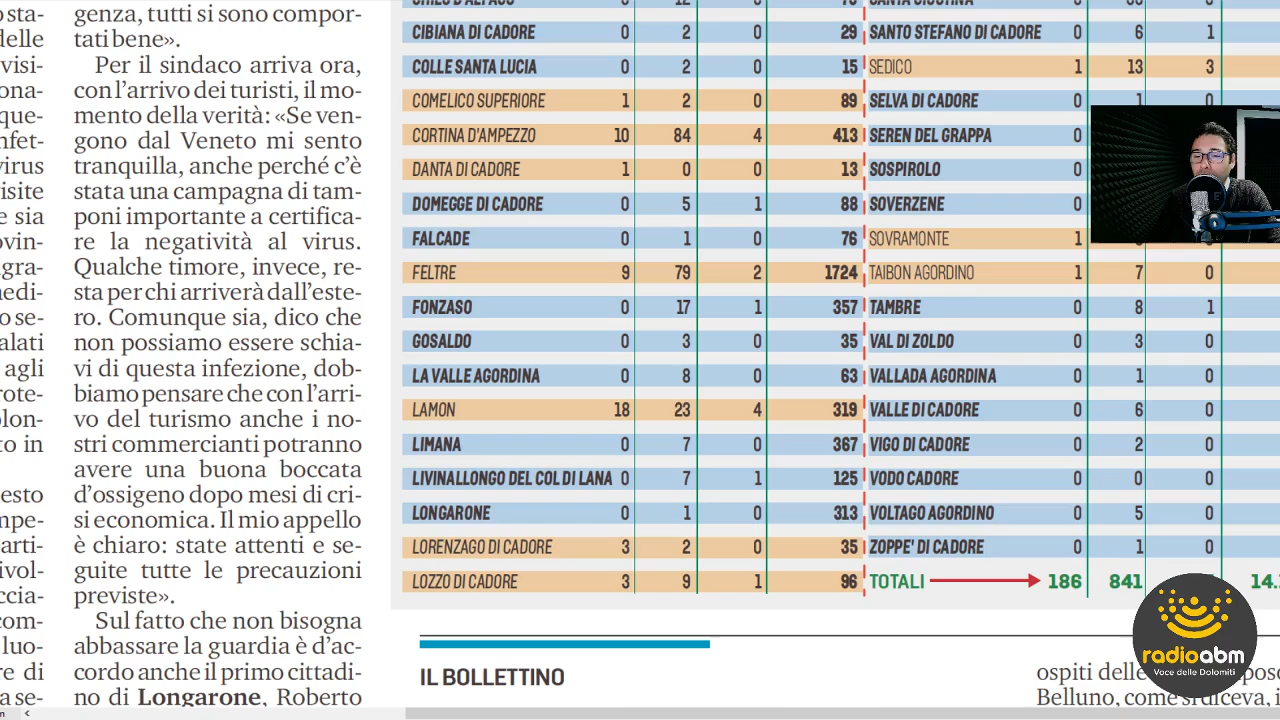 genza, tutti si sono compor-
tati bene».
Per il sindaco arriva ora,
con l'arrivo dei turisti, il mo-
mento della verità: «Se ven-
gono dal Veneto mi sento
tranquilla, anche perché c'è
stata una campagna di tam-
poni importante a certifica-
re la negatività al virus.
Qualche timore, invece, re-
sta per chi arriverà dall'este-
ro. Comunque sia, dico che
non possiamo essere schia-
vi di questa infezione, dob-
biamo pensare che con l'arri-
vo del turismo anche i no-
stri commercianti potranno
avere una buona boccata
d'ossigeno dopo mesi di cri-
si economica. Il mio appello
è chiaro: state attenti e se-
guite tutte le precauzioni
previste».
Sul fatto che non bisogna
abbassare la guardia è d'ac-
cordo anche il primo cittadi-
no di Longarone, Roberto
CIBIANA DI CADORE 0 2 0 29
COLLE SANTA LUCIA 0 2 0 15
COMELICO SUPERIORE 1 2 0 89
CORTINA D'AMPEZZO 10 84 4 413
DANTA DI CADORE 1 0 0 13
DOMEGGE DI CADORE 0 5 1 88
FALCADE 0 1 0 76
FELTRE 9 79 2 1724
FONZASO 0 17 1 357
GOSALDO 0 3 0 35
LA VALLE AGORDINA 0 8 0 63
LAMON 18 23 4 319
LIMANA 0 7 0 367
LIVINALLONGO DEL COL DI LANA 0 7 1 125
LONGARONE 0 1 0 313
LORENZAGO DI CADORE 3 2 0 35
LOZZO DI CADORE 3 9 1 96
SANTO STEFANO DI CADORE 0 6 1
SEDICO 1 13 3
SELVA DI CADORE 0 1 0
SEREN DEL GRAPPA 0
SOSPIROLO 0
SOVERZENE 0
SOVRAMONTE 1
TAIBON AGORDINO 1 7 0
TAMBRE 0 8 1
VAL DI ZOLDO 0 3 0
VALLADA AGORDINA 0 1 0
VALLE DI CADORE 0 6 0
VIGO DI CADORE 0 2 0
VODO CADORE 0 0 0
VOLTAGO AGORDINO 0 5 0
ZOPPE' DI CADORE 0 1 0
TOTALI 186 841 14.
IL BOLLETTINO
ospiti delle
Belluno, come si diceva, i
radioabm
Voce delle Dolomiti